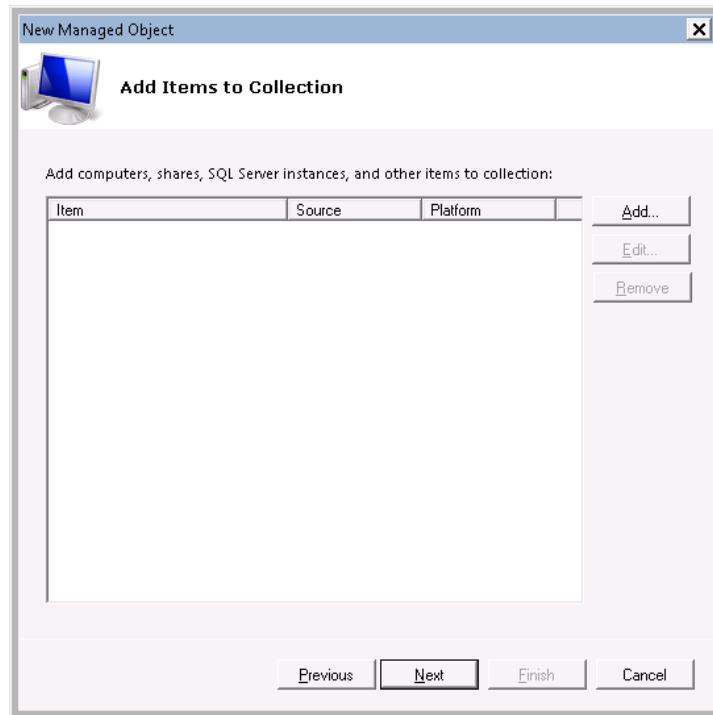 New Managed Object
Add Items to Collection
Add computers, shares, SQL Server instances, and other items to collection:
Item Source Platform
Add...
Edit...
Remove
Previous Next Finish Cancel